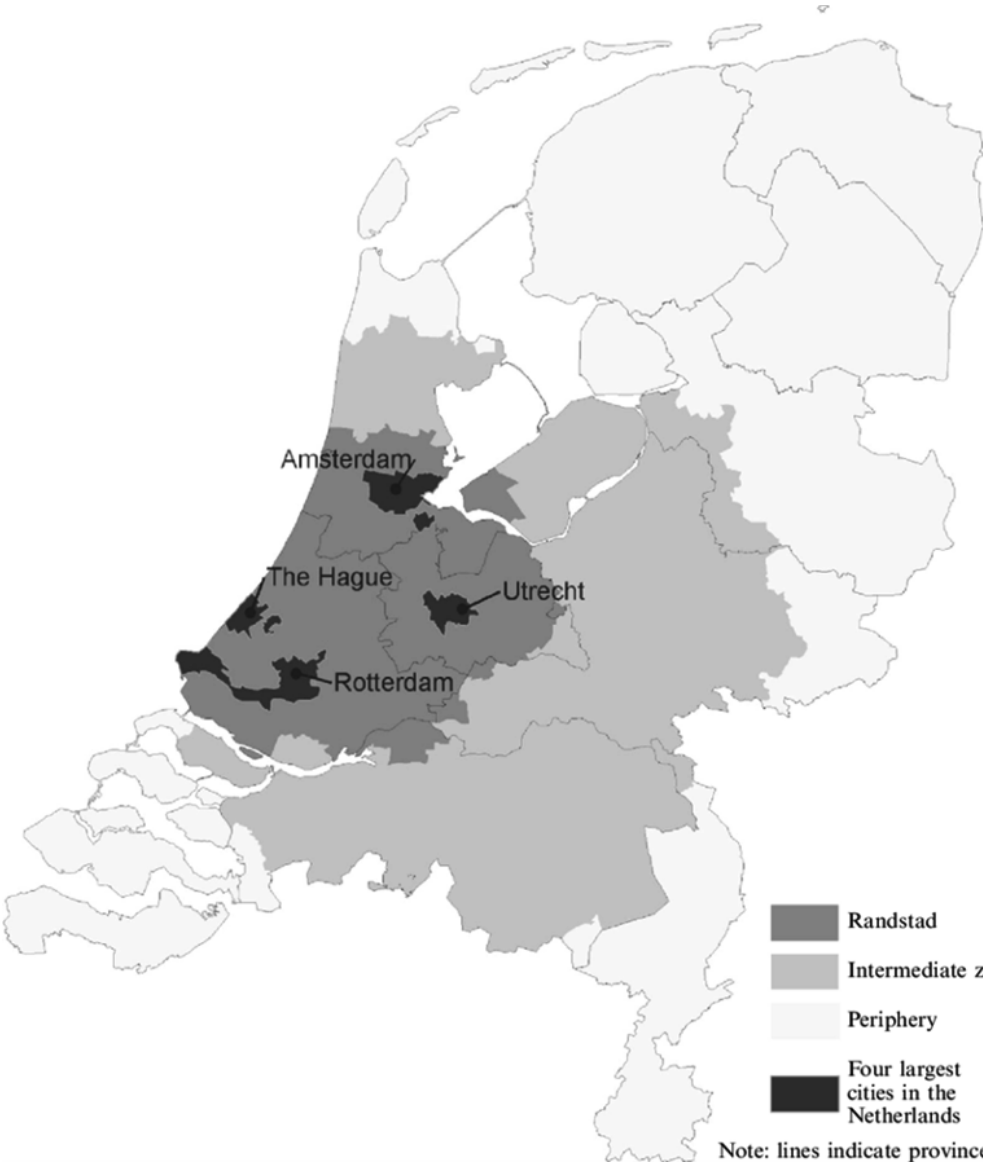 Amsterdam
The Hague
Utrecht
Rotterdam
Randstad
Intermediate z
Periphery
Four largest
cities in the
Netherlands
Note: lines indicate province